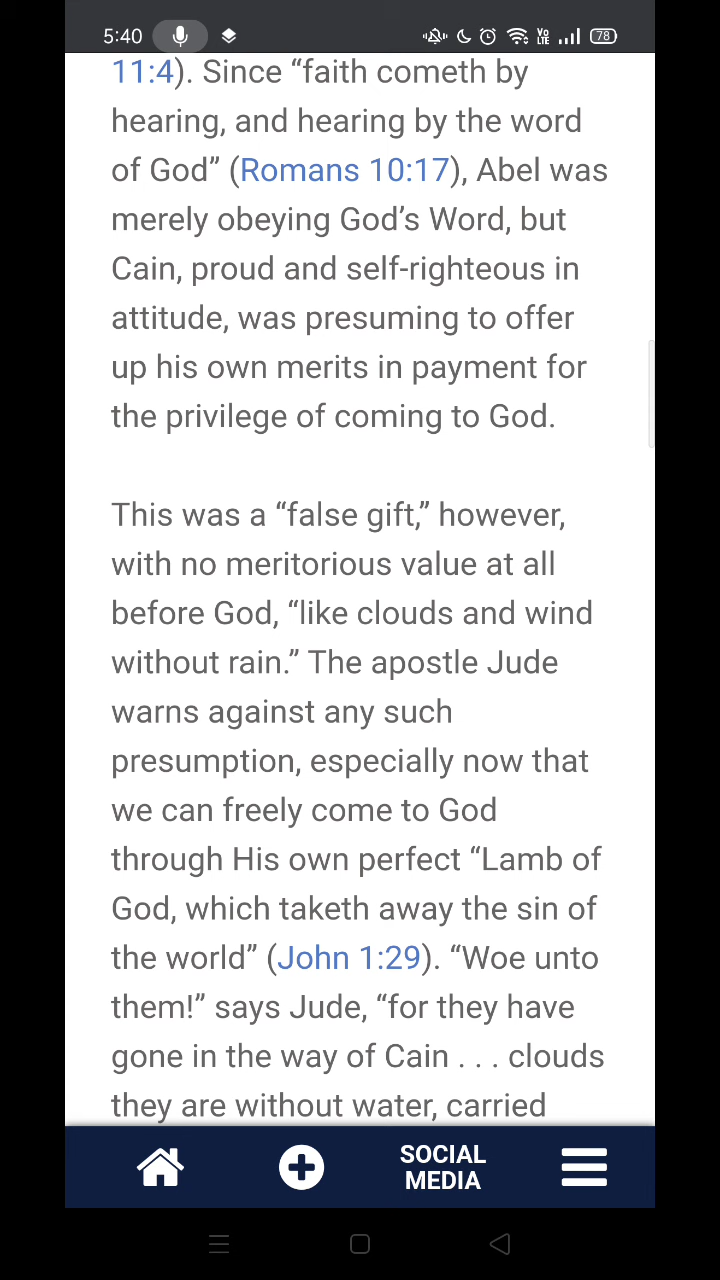 5:40
Vo
LTE
78
11:4). Since “faith cometh by
hearing, and hearing by the word
of God” (Romans 10:17), Abel was
merely obeying God’s Word, but
Cain, proud and self-righteous in
attitude, was presuming to offer
up his own merits in payment for
the privilege of coming to God.
This was a “false gift,” however,
with no meritorious value at all
before God, “like clouds and wind
without rain.” The apostle Jude
warns against any such
presumption, especially now that
we can freely come to God
through His own perfect “Lamb of
God, which taketh away the sin of
the world” (John 1:29). “Woe unto
them!” says Jude, “for they have
gone in the way of Cain . . . clouds
they are without water, carried
SOCIAL
MEDIA